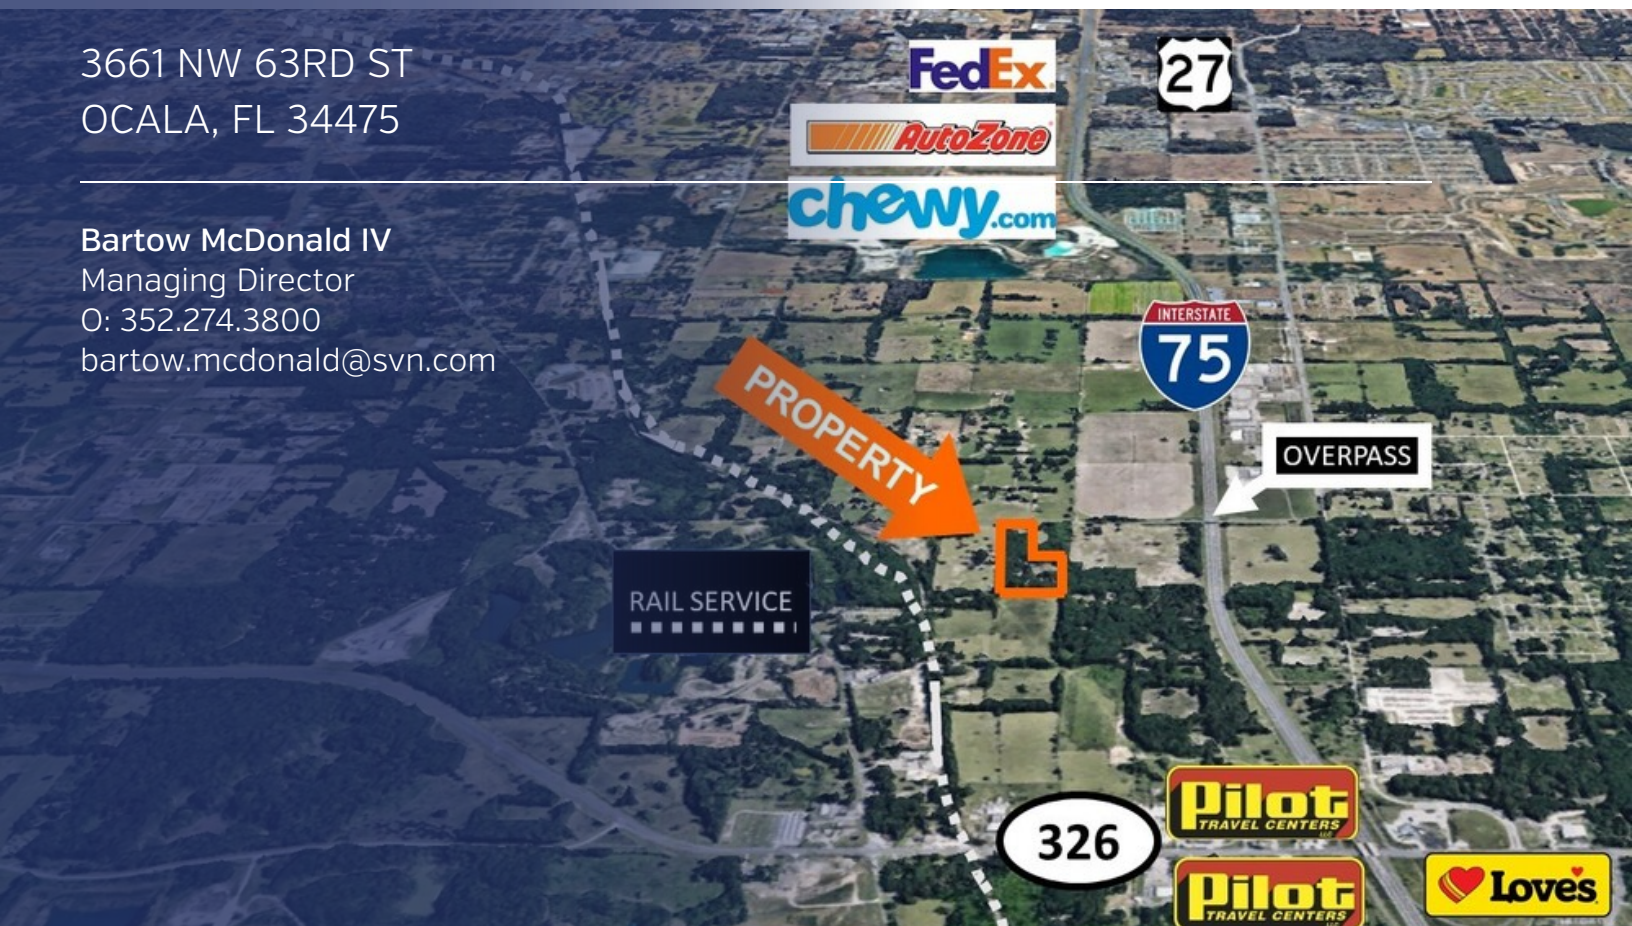 3661 NW 63RD ST
OCALA, FL 34475
Bartow McDonald IV
Managing Director
O: 352.274.3800
bartow.mcdonald@svn.com
FedEx
AutoZone
chewy.com
27
INTERSTATE
75
PROPERTY
OVERPASS
RAIL SERVICE
326
Pilot
TRAVEL CENTERS
LLC
Pilot
TRAVEL CENTERS
Love's